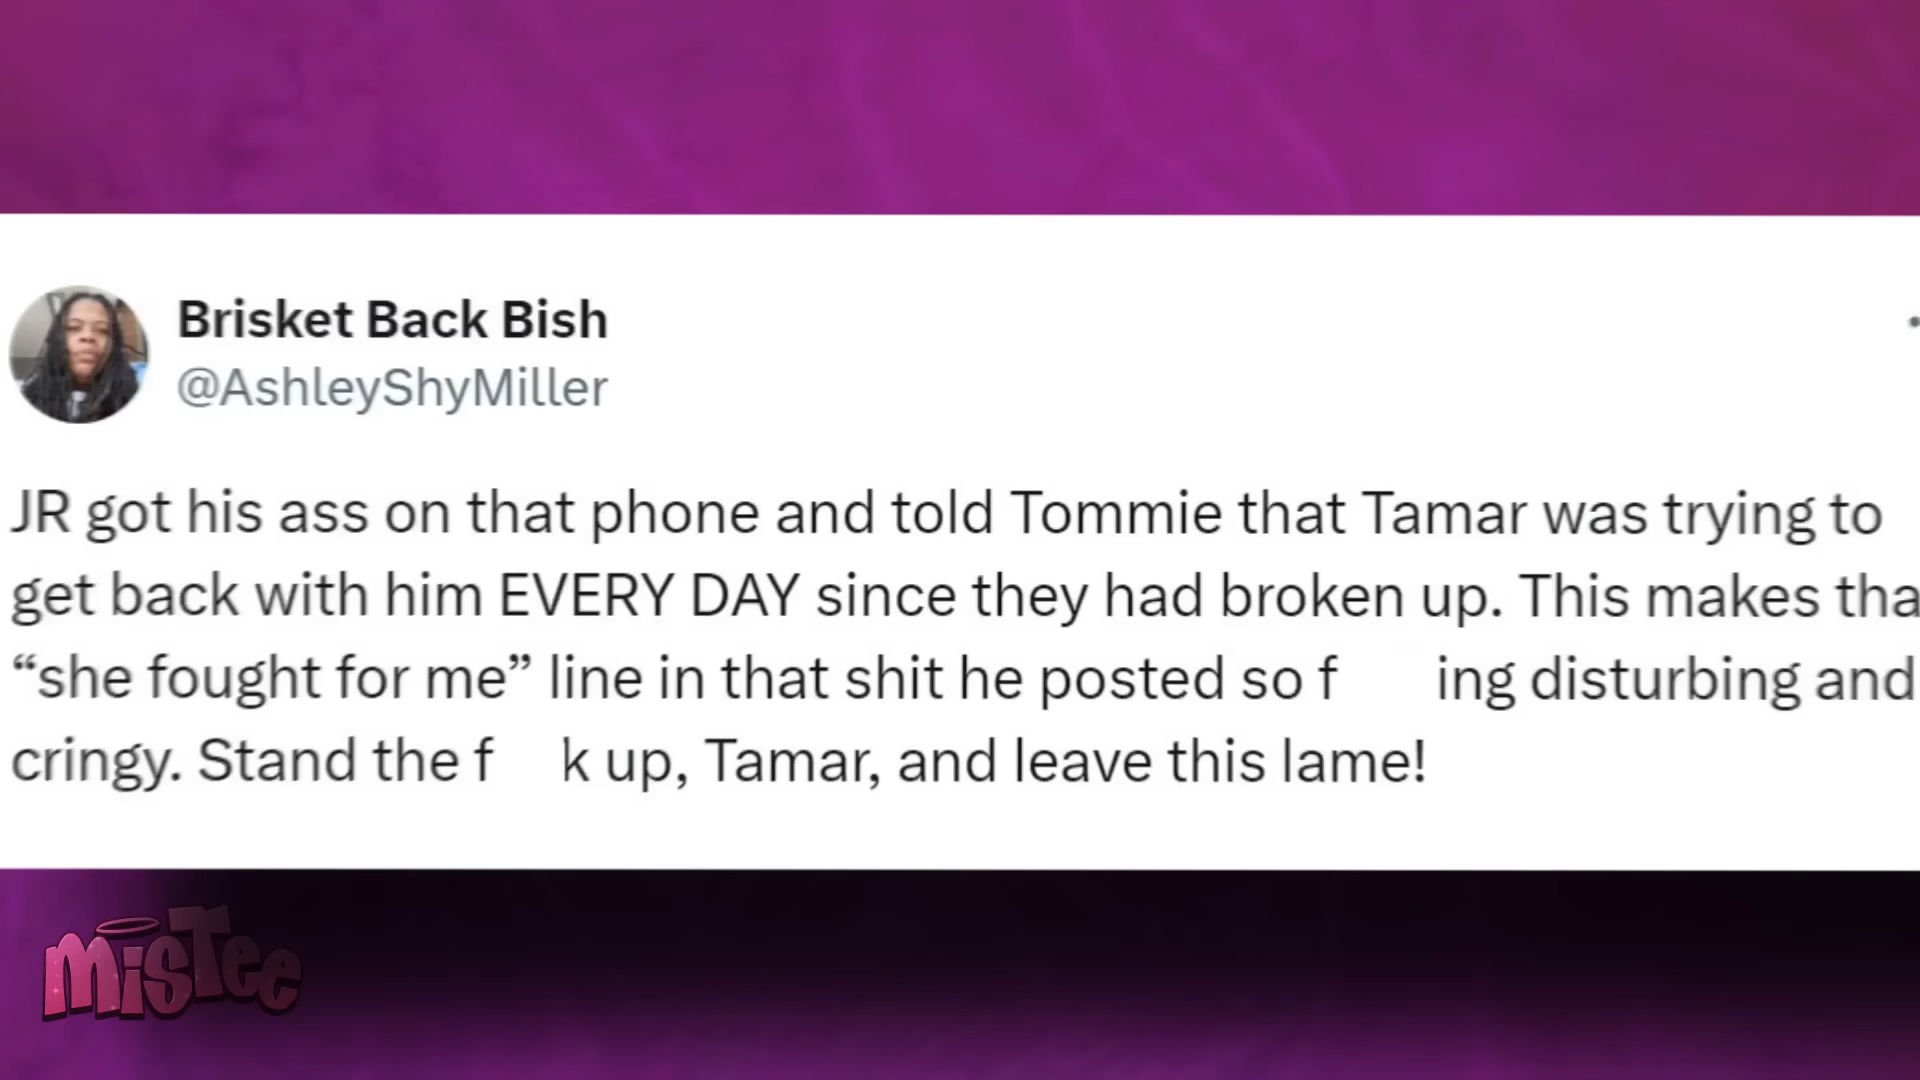 Brisket Back Bish
@AshleyShyMiller
JR got his ass on that phone and told Tommie that Tamar was trying to
get back with him EVERY DAY since they had broken up. This makes tha
“she fought for me” line in that shit he posted so f ing disturbing and
cringy. Stand the f k up, Tamar, and leave this lame!
misTee